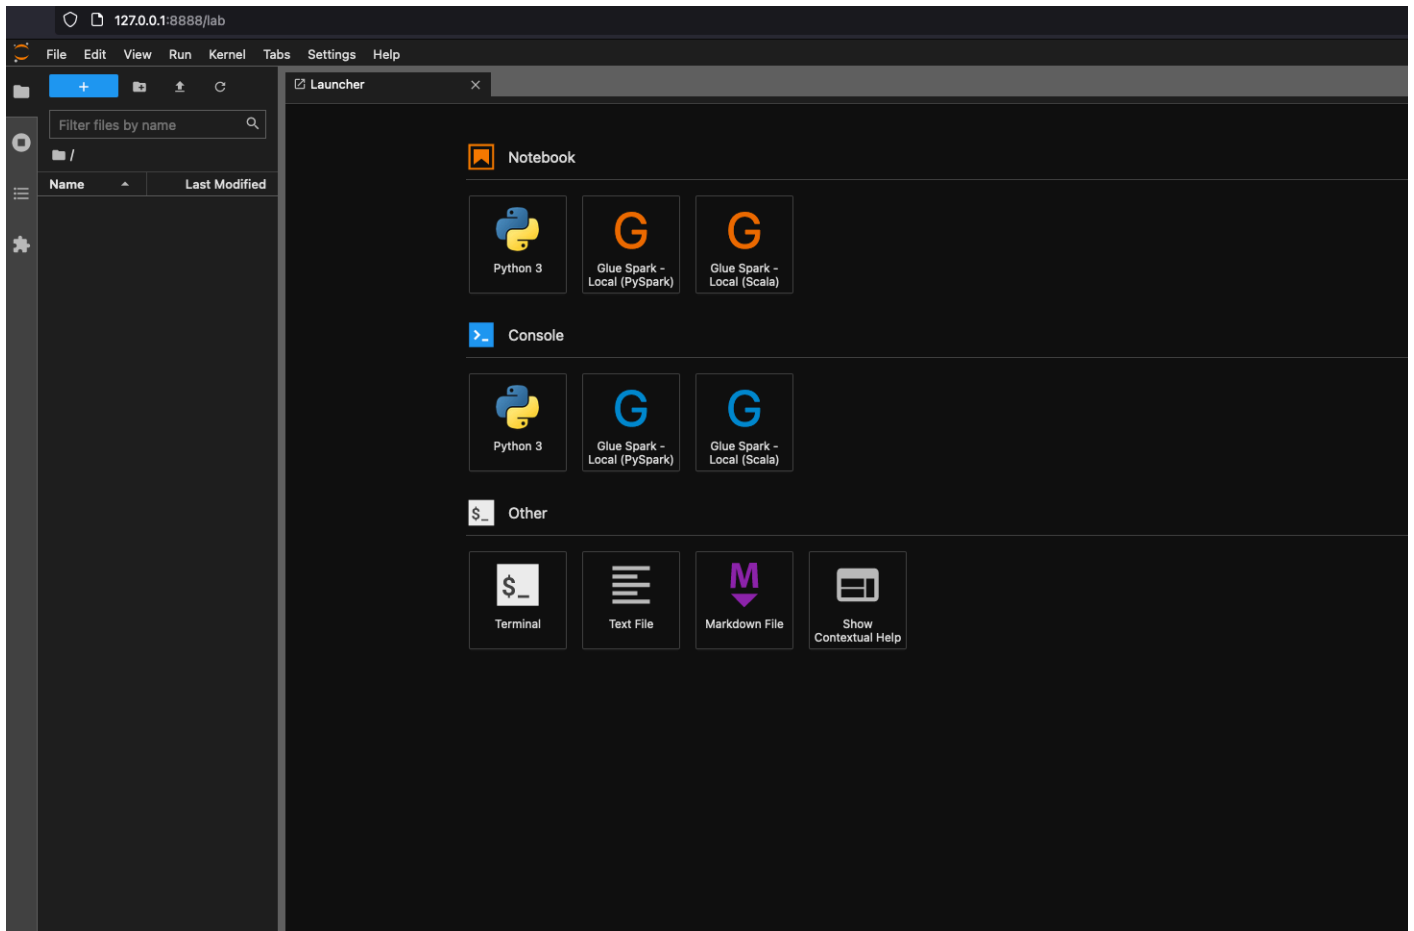 127.0.0.1:8888/lab
File Edit View Run Kernel Tabs Settings Help
+
Launcher
Filter files by name
/
Name Last Modified
Notebook
Python 3
G
Glue Spark -
Local (PySpark)
G
Glue Spark -
Local (Scala)
>_ Console
Python 3
G
Glue Spark -
Local (PySpark)
G
Glue Spark -
Local (Scala)
$_ Other
$_
Terminal
Text File
M
Markdown File
Show
Contextual Help